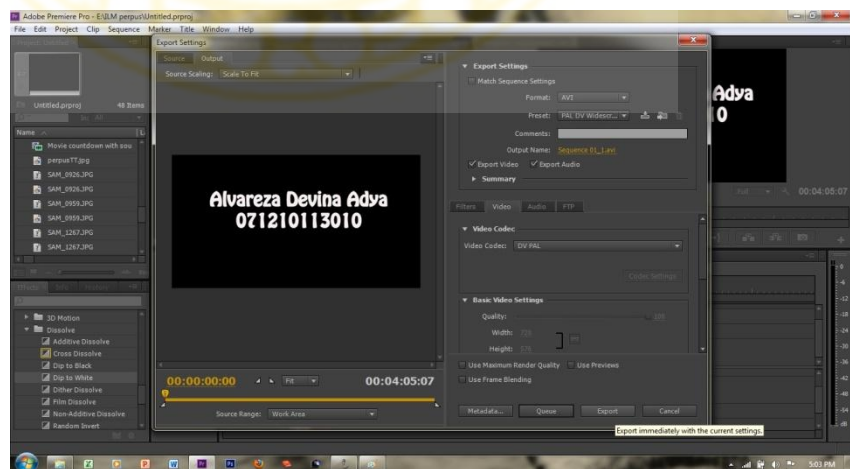 Adobe Premiere Pro - E:\ILM perpus\Untitled.prproj
File Edit Project Clip Sequence Marker Title Window Help
Export Settings
Source Output
Source Scaling: Scale To Fit
Export Settings
Match Sequence Settings
Format: AVI
Preset: PAL DV Widescr...
Comments:
Output Name: Sequence 01_1.avi
Export Video Export Audio
Summary
Filters Video Audio FTP
Video Codec
Video Codec: DV PAL
Codec Settings
Basic Video Settings
Quality: 100
Width: 720
Height: 576
Use Maximum Render Quality Use Previews
Use Frame Blending
Metadata... Queue Export Cancel
Export immediately with the current settings.
Alvareza Devina Adya
071210113010
00:00:00:00 Fit 00:04:05:07
Source Range: Work Area
Untitled.prproj 48 Items
Name
Movie countdown with sou
perpusTT.jpg
SAM_0926.JPG
SAM_0926.JPG
SAM_0959.JPG
SAM_0959.JPG
SAM_1267.JPG
SAM_1267.JPG
Effects Info History
3D Motion
Dissolve
Additive Dissolve
Cross Dissolve
Dip to Black
Dip to White
Dither Dissolve
Film Dissolve
Non-Additive Dissolve
Random Invert
Adya
0
Full 00:04:05:07
5:03 PM